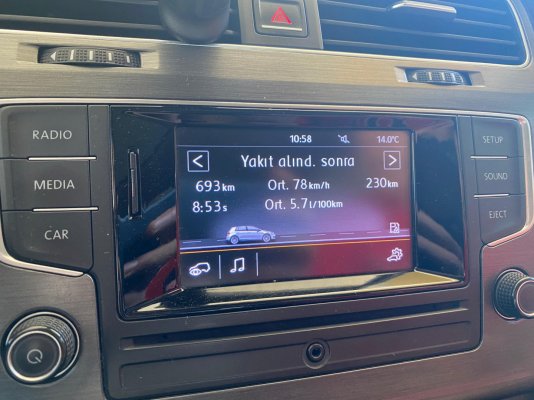 10:58 14.0°C
RADIO
MEDIA
CAR
< Yakıt alınd. sonra >
693km Ort. 78km/h 230km
8:53s Ort. 5.7l/100km
SETUP
SOUND
EJECT